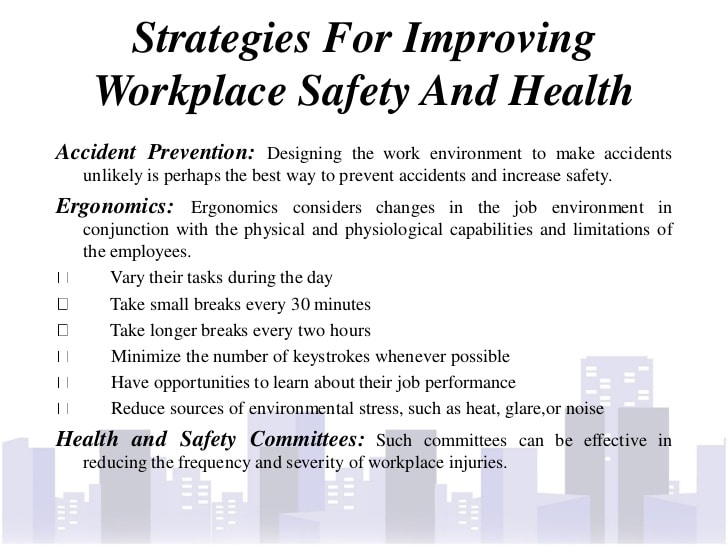 Strategies For Improving
Workplace Safety And Health
Accident Prevention: Designing the work environment to make accidents
unlikely is perhaps the best way to prevent accidents and increase safety.
Ergonomics: Ergonomics considers changes in the job environment in
conjunction with the physical and physiological capabilities and limitations of
the employees.
Vary their tasks during the day
Take small breaks every 30 minutes
Take longer breaks every two hours
Minimize the number of keystrokes whenever possible
Have opportunities to learn about their job performance
Reduce sources of environmental stress, such as heat, glare,or noise
Health and Safety Committees: Such committees can be effective in
reducing the frequency and severity of workplace injuries.